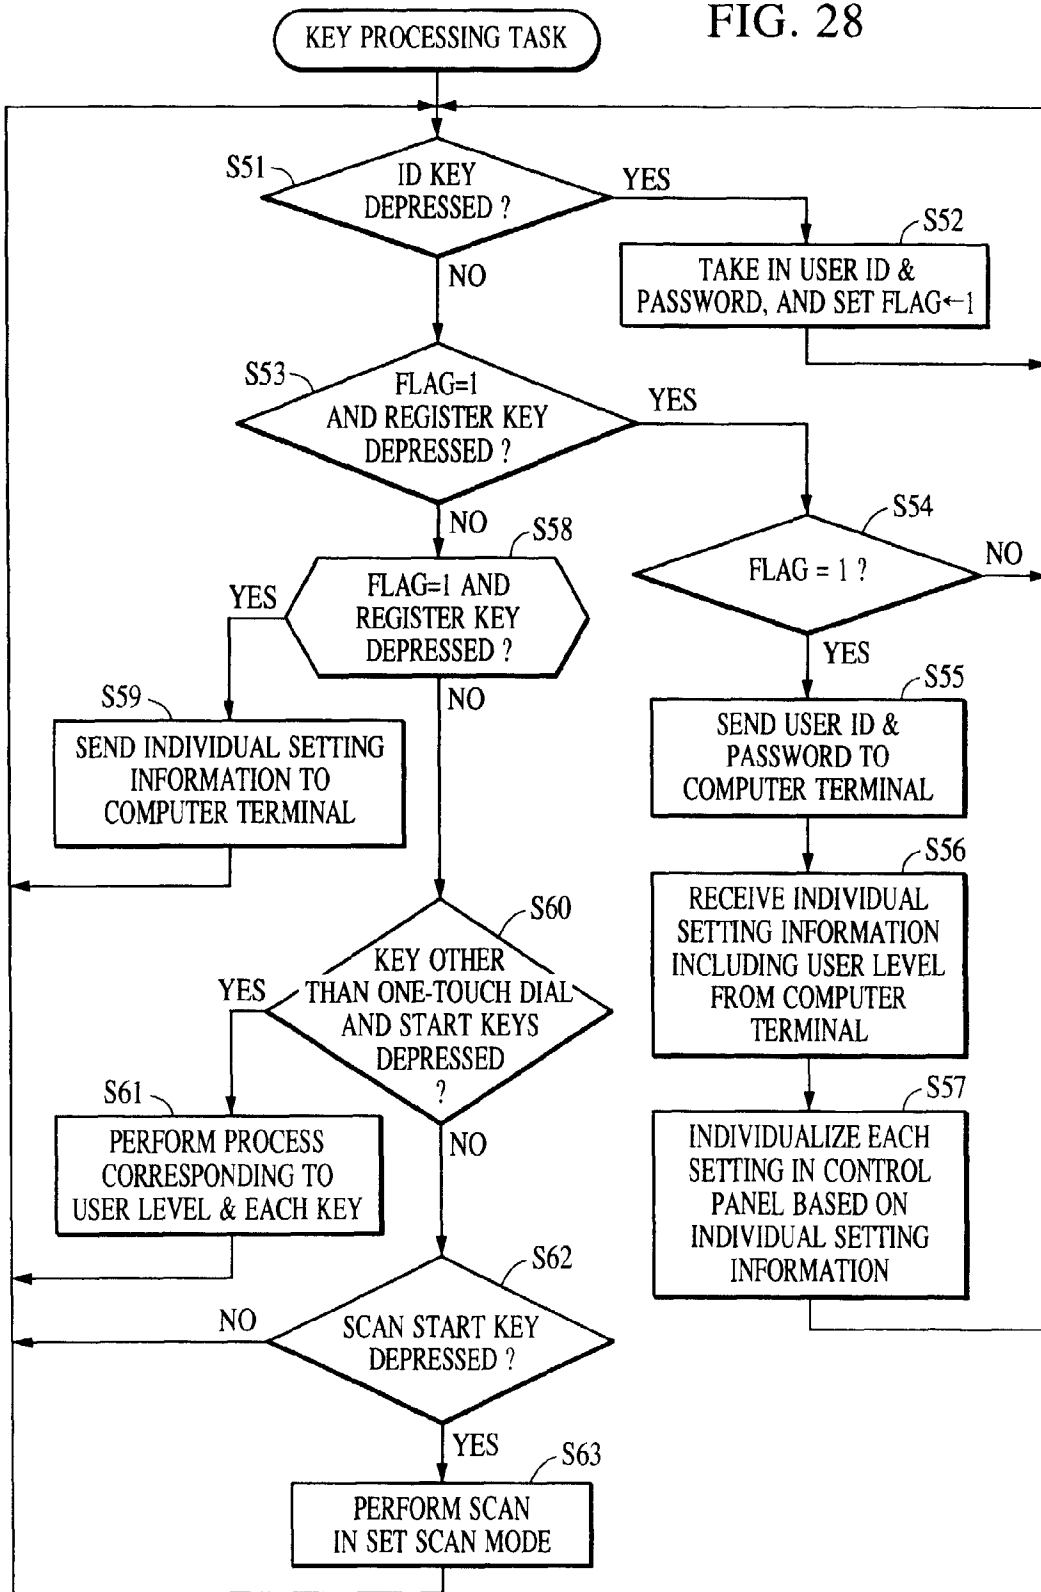 FIG. 28
KEY PROCESSING TASK
S51
ID KEY
DEPRESSED ?
YES
NO
S52
TAKE IN USER ID &
PASSWORD, AND SET FLAG←1
S53
FLAG=1
AND REGISTER KEY
DEPRESSED ?
YES
NO
S54
FLAG = 1 ?
NO
YES
S58
FLAG=1 AND
REGISTER KEY
DEPRESSED ?
YES
NO
S59
SEND INDIVIDUAL SETTING
INFORMATION TO
COMPUTER TERMINAL
S55
SEND USER ID &
PASSWORD TO
COMPUTER TERMINAL
S56
RECEIVE INDIVIDUAL
SETTING INFORMATION
INCLUDING USER LEVEL
FROM COMPUTER
TERMINAL
S57
INDIVIDUALIZE EACH
SETTING IN CONTROL
PANEL BASED ON
INDIVIDUAL SETTING
INFORMATION
S60
KEY OTHER
THAN ONE-TOUCH DIAL
AND START KEYS
DEPRESSED
?
YES
NO
S61
PERFORM PROCESS
CORRESPONDING TO
USER LEVEL & EACH KEY
S62
SCAN START KEY
DEPRESSED ?
NO
YES
S63
PERFORM SCAN
IN SET SCAN MODE